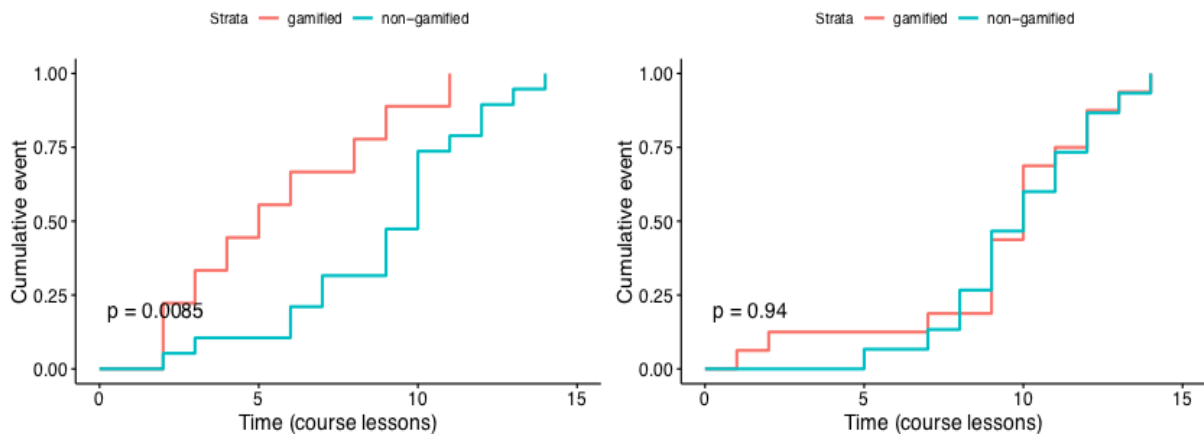 Strata gamified non-gamified
1.00
0.75
0.50
0.25
0.00
Cumulative event
p = 0.0085
0 5 10 15
Time (course lessons)
Strata gamified non-gamified
1.00
0.75
0.50
0.25
0.00
Cumulative event
p = 0.94
0 5 10 15
Time (course lessons)